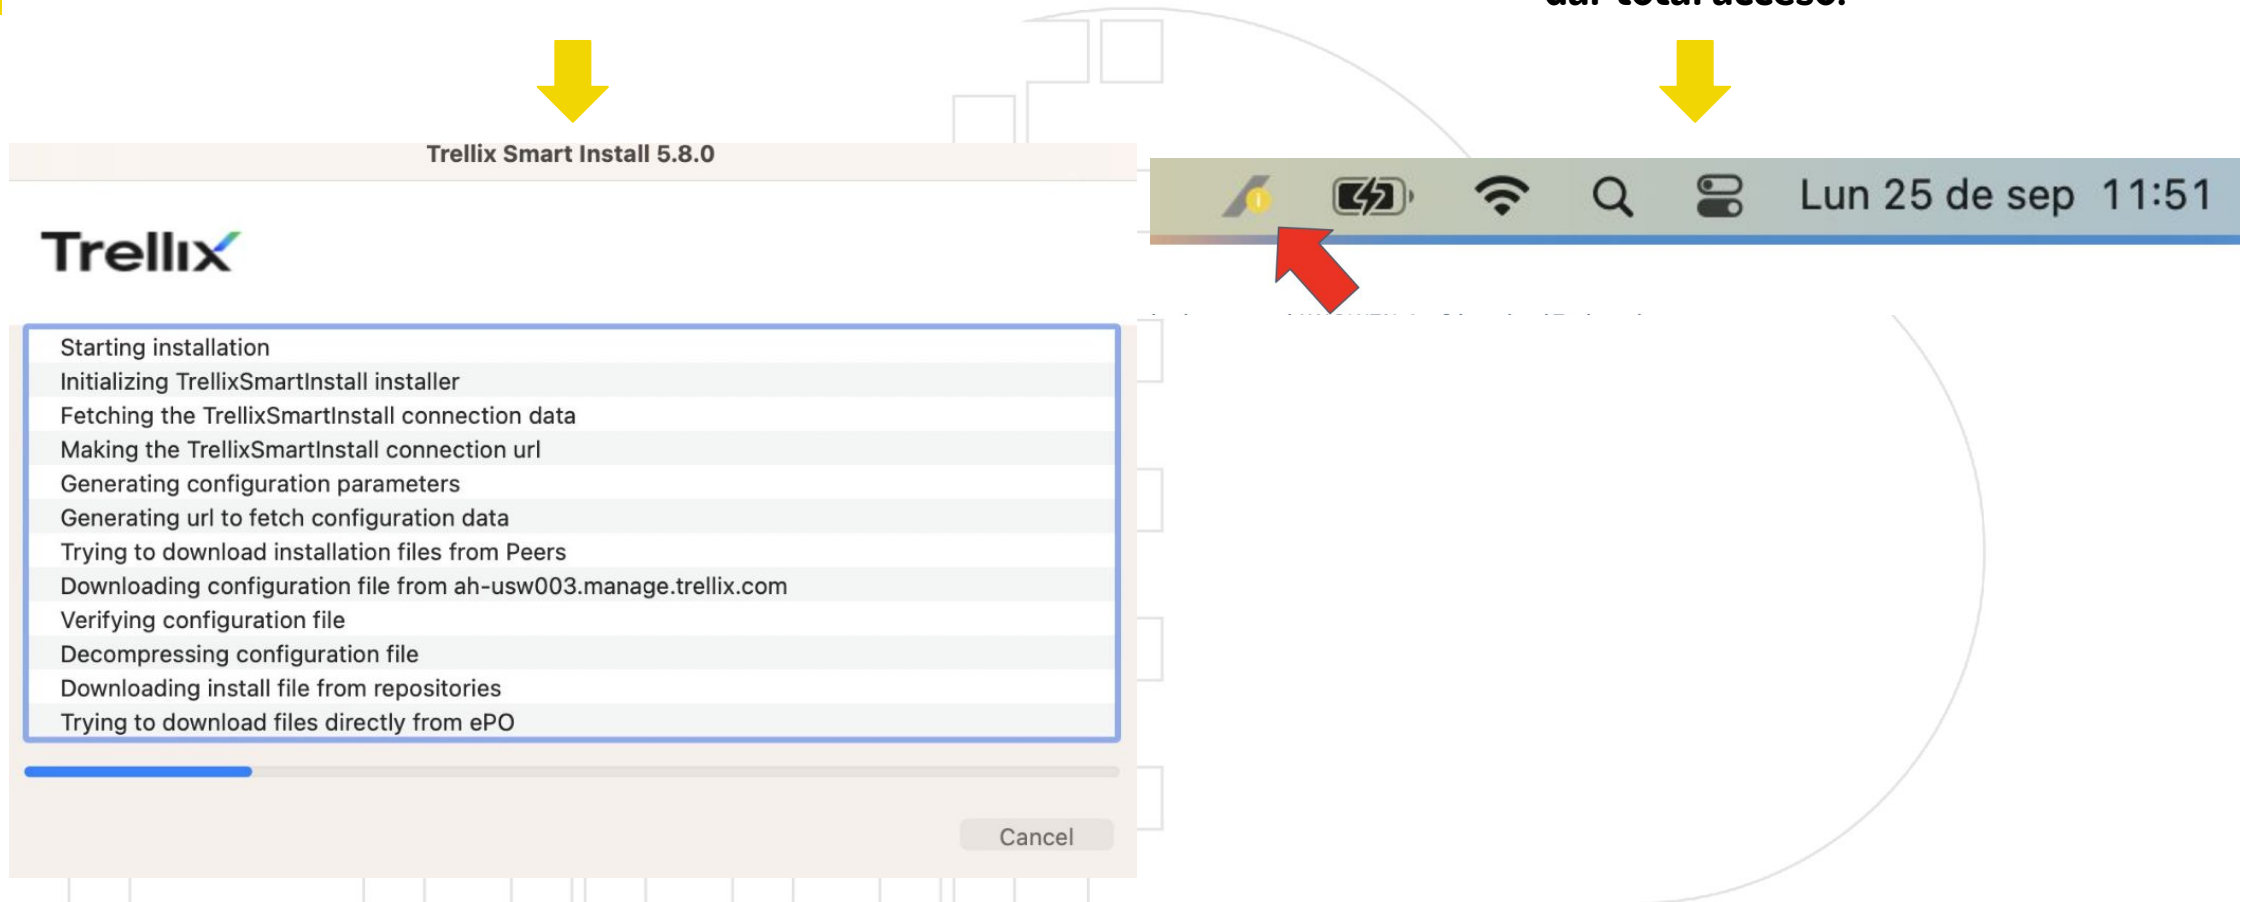 dar total acceso.
Trellix Smart Install 5.8.0
Trellix
Starting installation
Initializing TrellixSmartInstall installer
Fetching the TrellixSmartInstall connection data
Making the TrellixSmartInstall connection url
Generating configuration parameters
Generating url to fetch configuration data
Trying to download installation files from Peers
Downloading configuration file from ah-usw003.manage.trellix.com
Verifying configuration file
Decompressing configuration file
Downloading install file from repositories
Trying to download files directly from ePO
Cancel
Lun 25 de sep 11:51